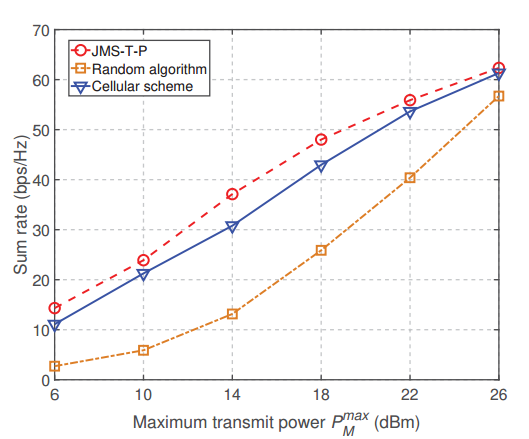 70
60
50
40
30
20
10
0
Sum rate (bps/Hz)
JMS-T-P
Random algorithm
Cellular scheme
6 10 14 18 22 26
Maximum transmit power P_M^max (dBm)